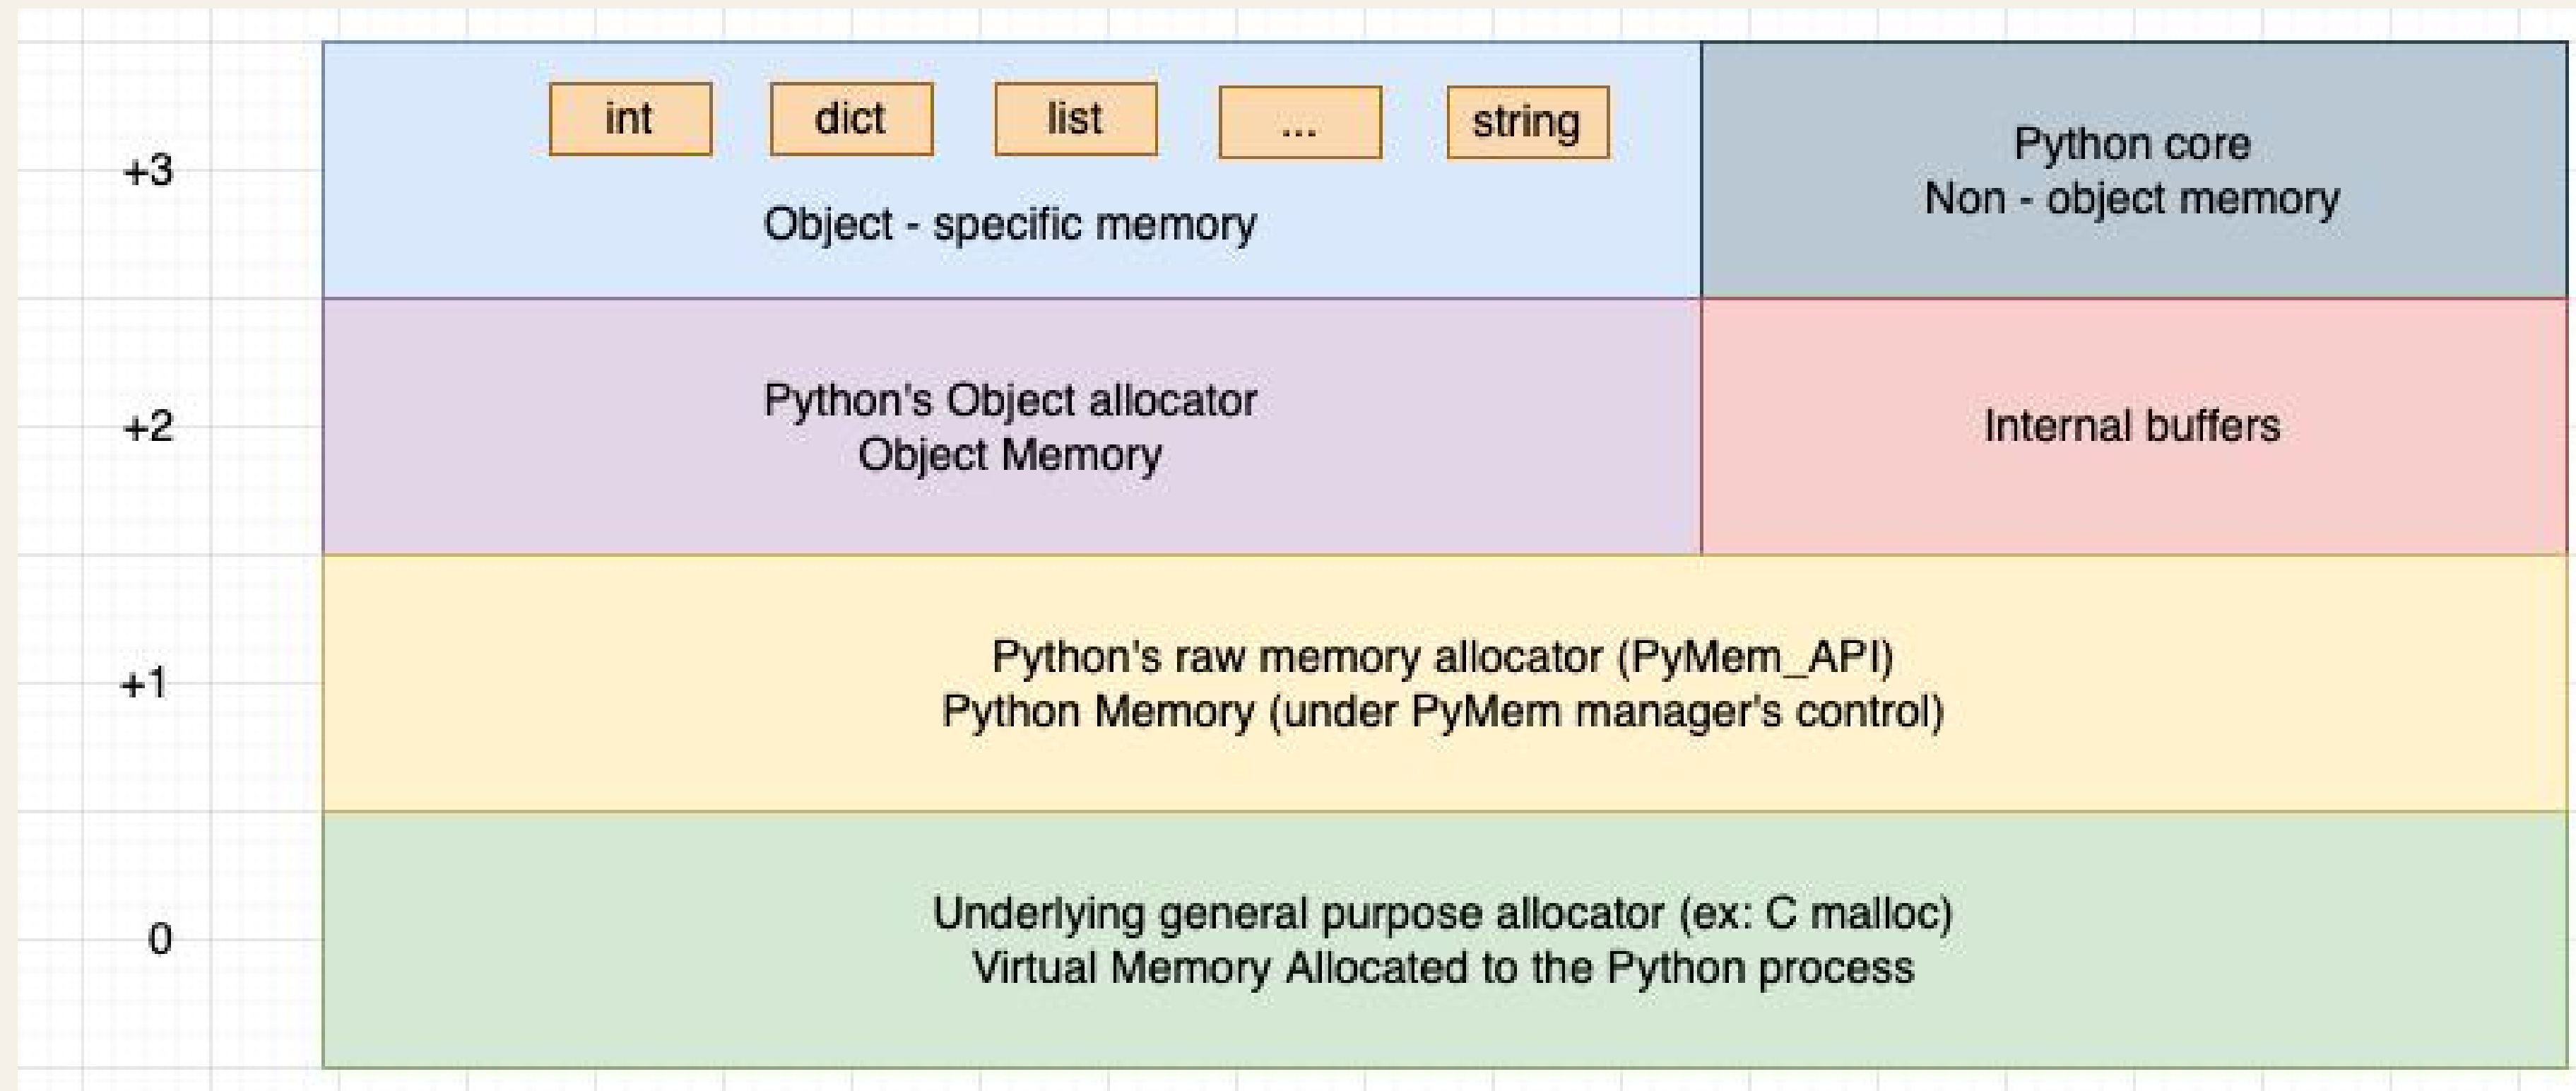 +3
int
dict
list
...
string
Object - specific memory
Python core
Non - object memory
+2
Python's Object allocator
Object Memory
Internal buffers
+1
Python's raw memory allocator (PyMem_API)
Python Memory (under PyMem manager's control)
0
Underlying general purpose allocator (ex: C malloc)
Virtual Memory Allocated to the Python process